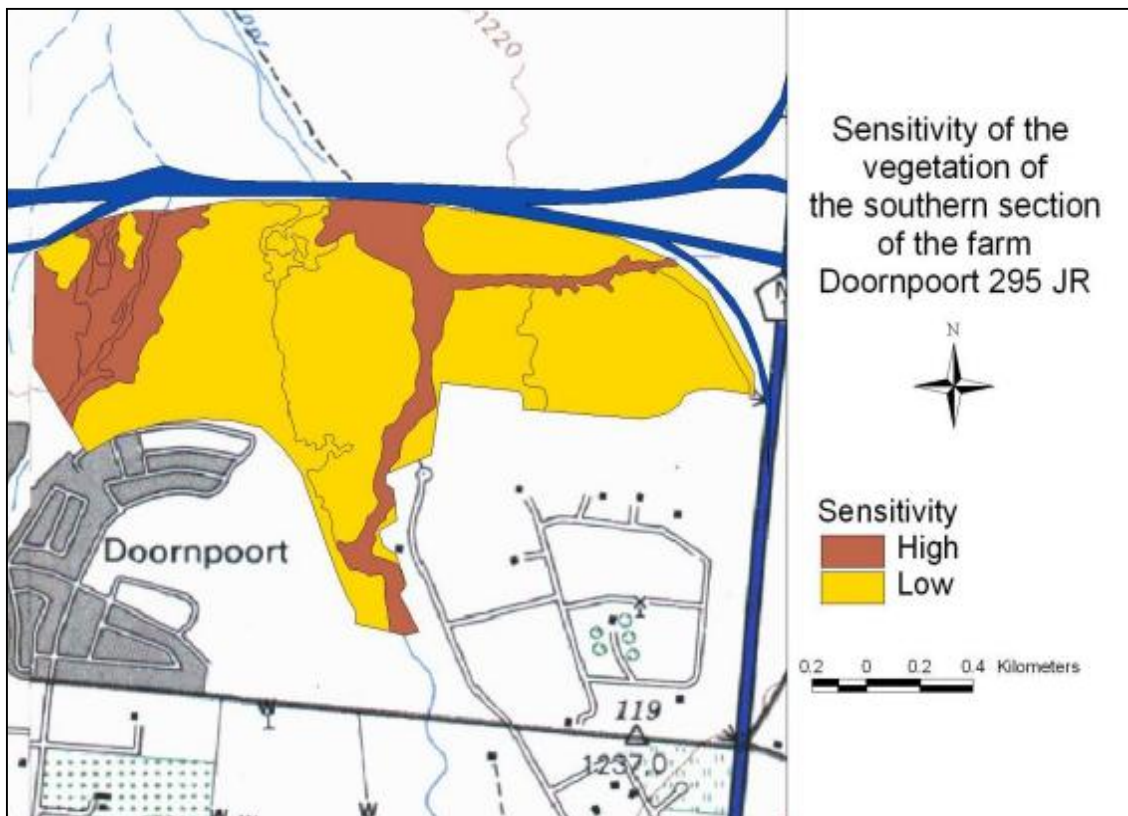 1220
Sensitivity of the
vegetation of
the southern section
of the farm
Doornpoort 295 JR
N
N
Doornpoort
Sensitivity
High
Low
0.2 0 0.2 0.4 Kilometers
119
1237.0
W
W
W
W